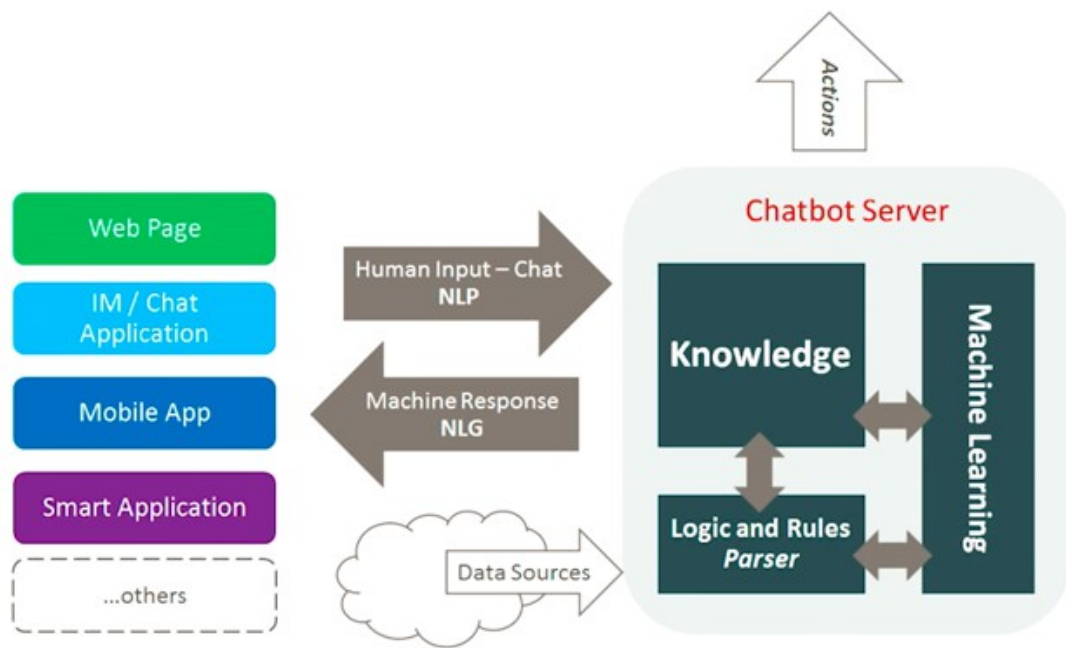 Actions
Web Page
IM / Chat
Application
Mobile App
Smart Application
...others
Human Input – Chat
NLP
Machine Response
NLG
Data Sources
Chatbot Server
Knowledge
Logic and Rules
Parser
Machine Learning